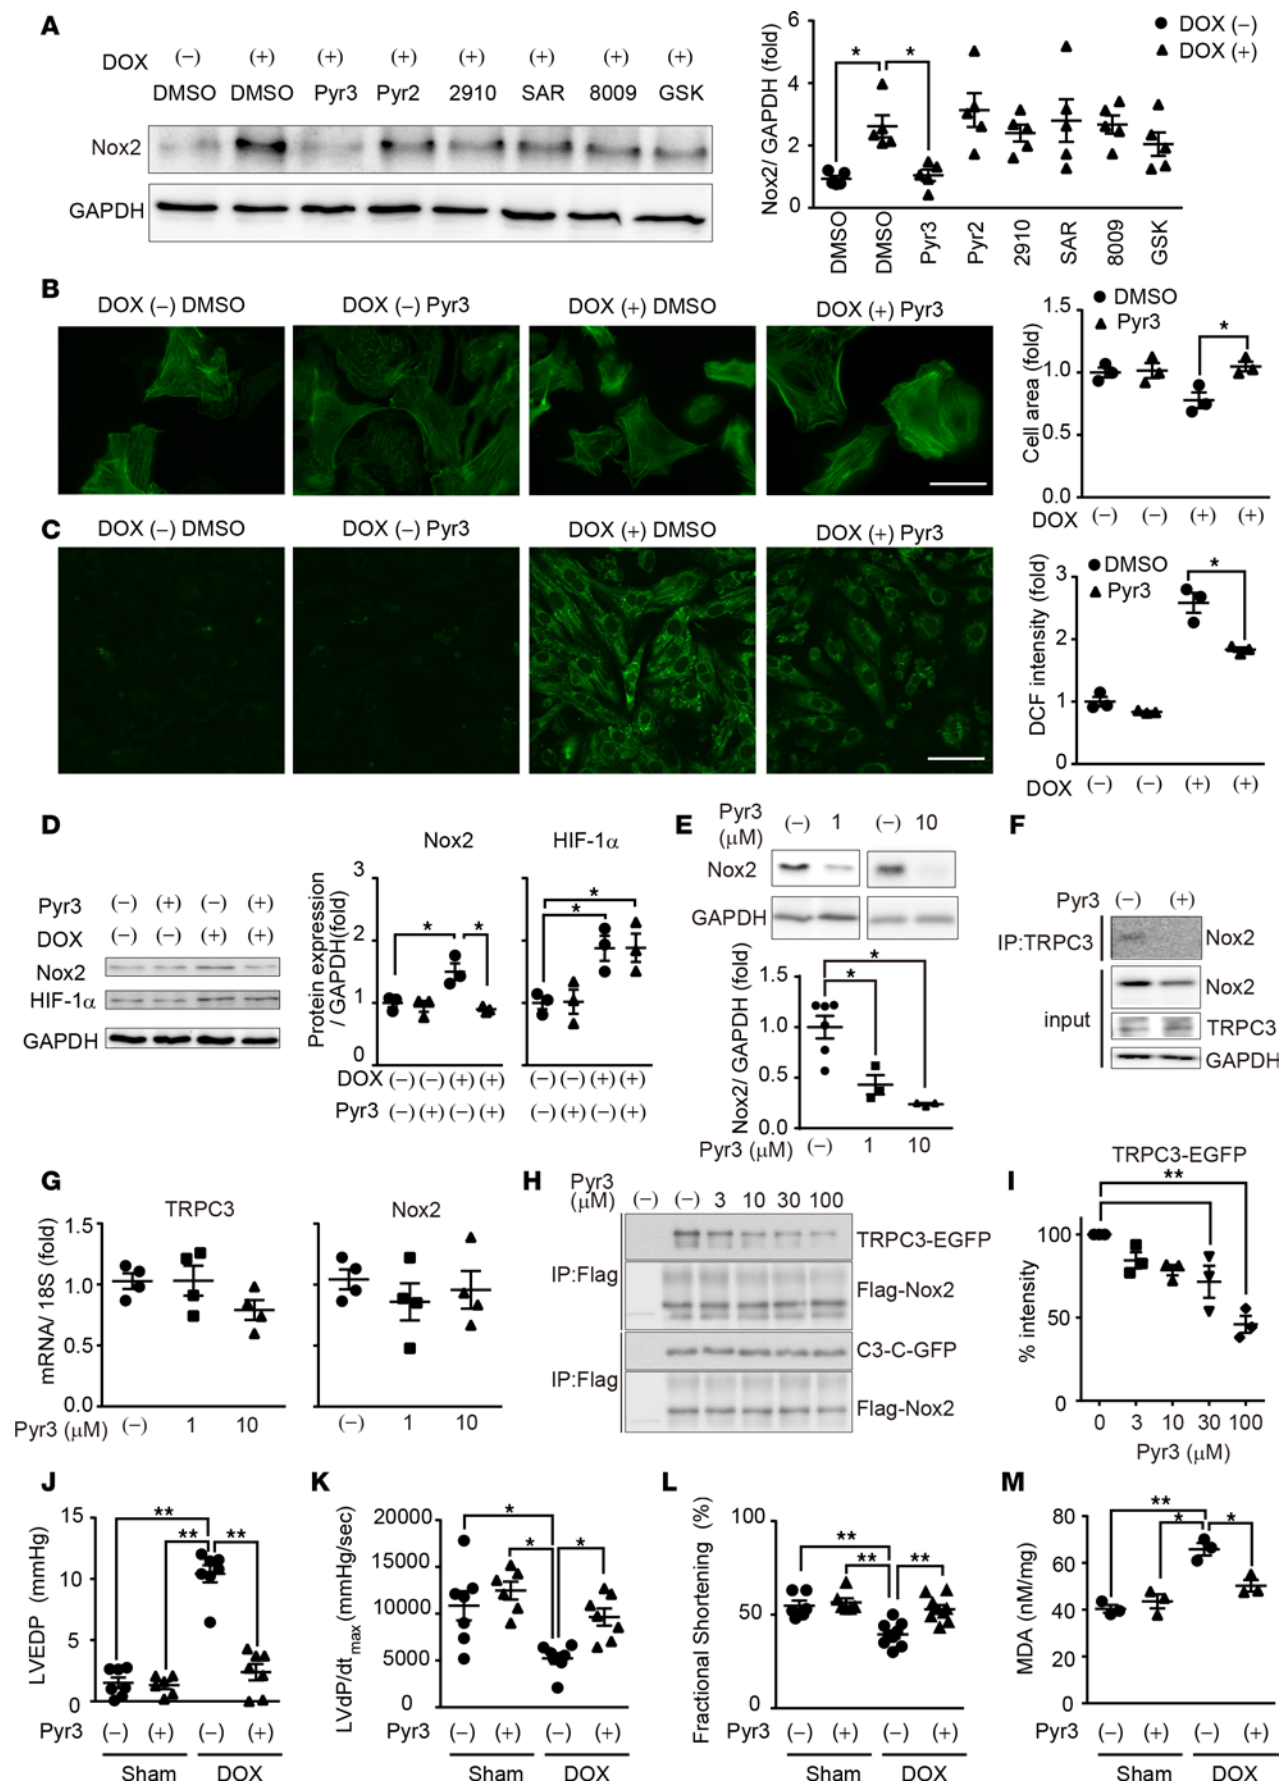 A
DOX (−) (+) (+) (+) (+) (+) (+) (+)
DMSO DMSO Pyr3 Pyr2 2910 SAR 8009 GSK
Nox2
GAPDH
Nox2/ GAPDH (fold)
6
4
2
0
* *
DOX (−)
DOX (+)
DMSO DMSO Pyr3 Pyr2 2910 SAR 8009 GSK
B
DOX (−) DMSO DOX (−) Pyr3 DOX (+) DMSO DOX (+) Pyr3
Cell area (fold)
1.5
1.0
0.5
0.0
DMSO
Pyr3
*
DOX (−) (−) (+) (+)
C
DOX (−) DMSO DOX (−) Pyr3 DOX (+) DMSO DOX (+) Pyr3
DCF intensity (fold)
3
2
1
0
DMSO
Pyr3
*
DOX (−) (−) (+) (+)
D
Pyr3 (−) (+) (−) (+)
DOX (−) (−) (+) (+)
Nox2
HIF-1α
GAPDH
Nox2 HIF-1α
Protein expression
/ GAPDH(fold)
3
2
1
0
* *
*
*
DOX (−) (−) (+) (+) (−) (−) (+) (+)
Pyr3 (−) (+) (−) (+) (−) (+) (−) (+)
E
Pyr3
(μM) (−) 1 (−) 10
Nox2
GAPDH
Nox2/ GAPDH (fold)
1.5
1.0
0.5
0.0
*
*
Pyr3 (μM) (−) 1 10
F
Pyr3 (−) (+)
IP:TRPC3 Nox2
input
Nox2
TRPC3
GAPDH
G
TRPC3 Nox2
mRNA/ 18S (fold)
1.5
1.0
0.5
0.0
Pyr3 (μM) (−) 1 10 (−) 1 10
H
Pyr3
(μM) (−) (−) 3 10 30 100
IP:Flag
TRPC3-EGFP
Flag-Nox2
IP:Flag
C3-C-GFP
Flag-Nox2
I
TRPC3-EGFP
**
% intensity
100
50
0
0 3 10 30 100
Pyr3 (μM)
J
LVEDP (mmHg)
15
10
5
0
**
** **
Pyr3 (−) (+) (−) (+)
Sham DOX
K
LVdP/dtmax(mmHg/sec)
20000
15000
10000
5000
0
*
* *
Pyr3 (−) (+) (−) (+)
Sham DOX
L
Fractional Shortening (%)
100
50
0
**
** **
Pyr3 (−) (+) (−) (+)
Sham DOX
M
MDA (nM/mg)
80
60
40
20
0
**
* *
Pyr3 (−) (+) (−) (+)
Sham DOX